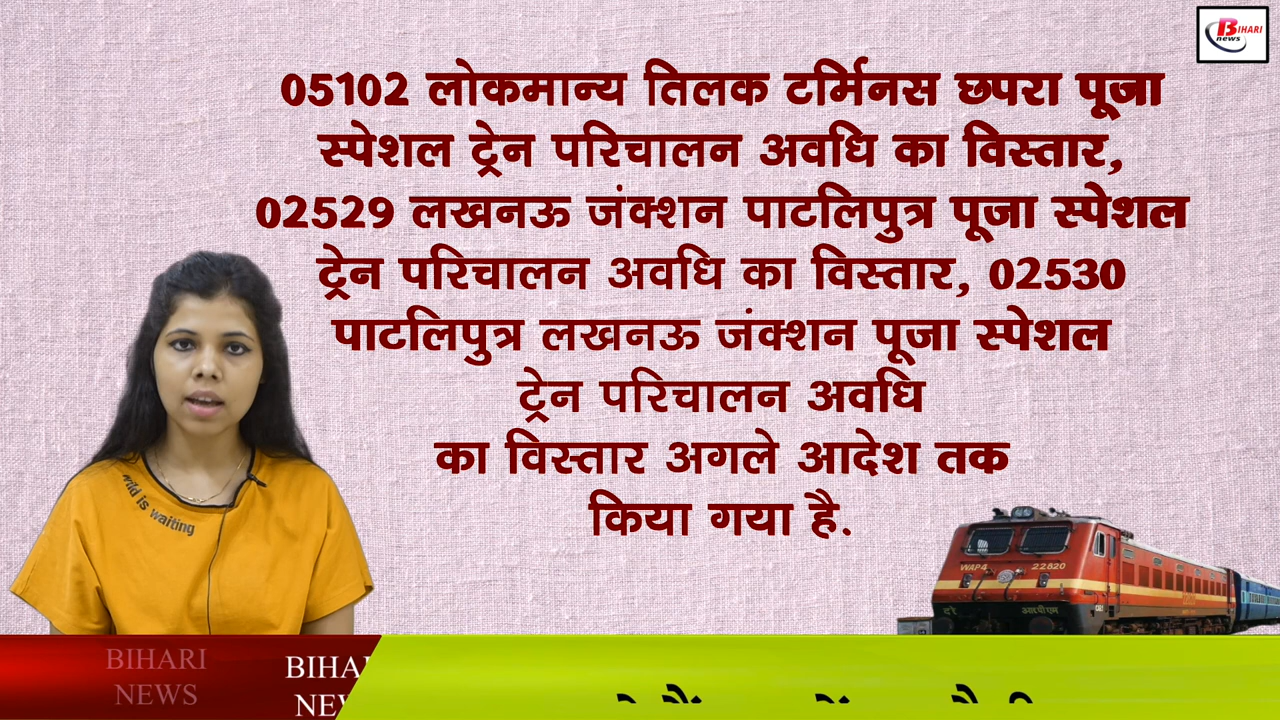 BIHARI
news
05102 लोकमान्य तिलक टर्मिनस छपरा पूजा
स्पेशल ट्रेन परिचालन अवधि का विस्तार,
02529 लखनऊ जंक्शन पाटलिपुत्र पूजा स्पेशल
ट्रेन परिचालन अवधि का विस्तार, 02530
पाटलिपुत्र लखनऊ जंक्शन पूजा स्पेशल
ट्रेन परिचालन अवधि
का विस्तार अगले आदेश तक
किया गया है.
is waiting
WAP4 22820
BIHARI
NEWS